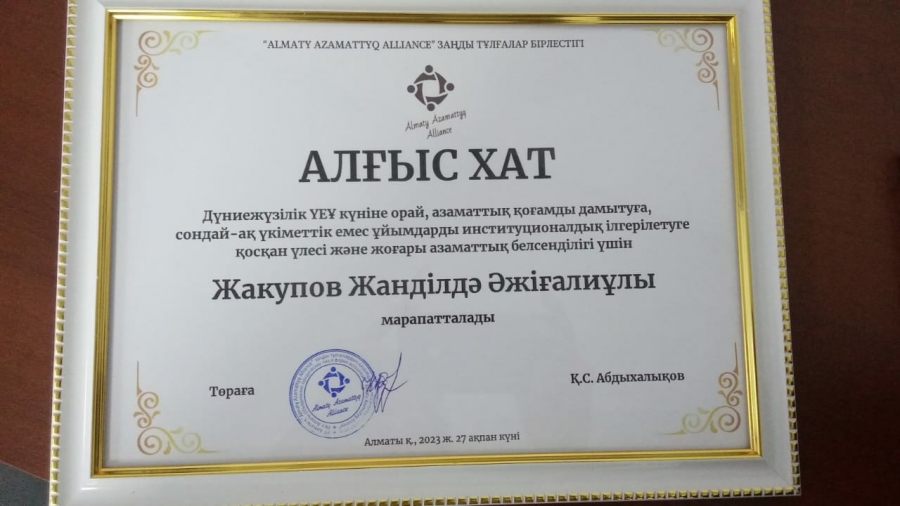 "ALMATY AZAMATTYQ ALLIANCE" ЗАҢДЫ ТҰЛҒАЛАР БІРЛЕСТІГІ
Almaty Azamattyq
Alliance
АЛҒЫС ХАТ
Дүниежүзілік ҮЕҰ күніне орай, азаматтық қоғамды дамытуға,
сондай-ақ үкіметтік емес ұйымдарды институционалдық ілгерілетуге
қосқан үлесі және жоғары азаматтық белсенділігі үшін
Жакупов Жанділдә Әжіғалиұлы
марапатталады
Төраға
Almaty Azamattyq
Alliance
Қ.С. Абдыхалықов
Алматы қ., 2023 ж. 27 ақпан күні